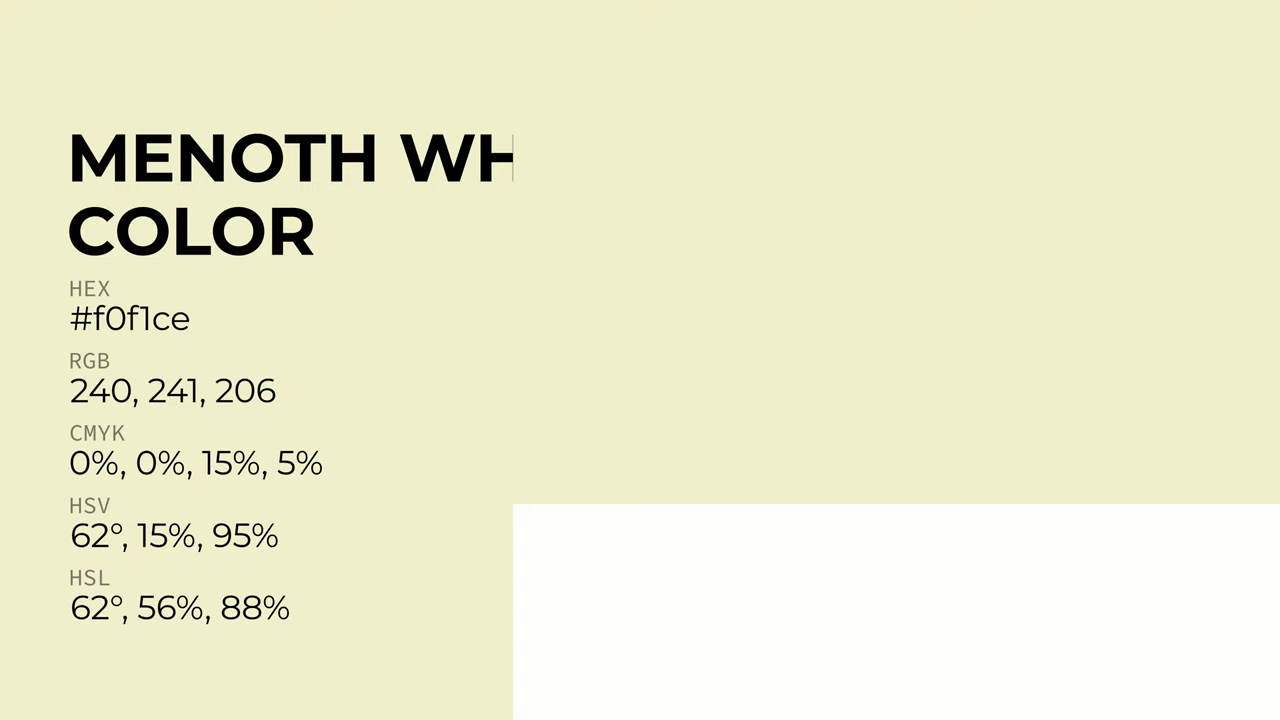 MENOTH WH
COLOR
HEX
#f0f1ce
RGB
240, 241, 206
CMYK
0%, 0%, 15%, 5%
HSV
62°, 15%, 95%
HSL
62°, 56%, 88%